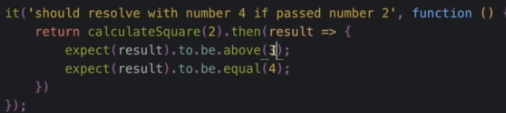 it('should resolve with number 4 if passed number 2', function () {
    return calculateSquare(2).then(result => {
        expect(result).to.be.above(3);
        expect(result).to.be.equal(4);
    })
});